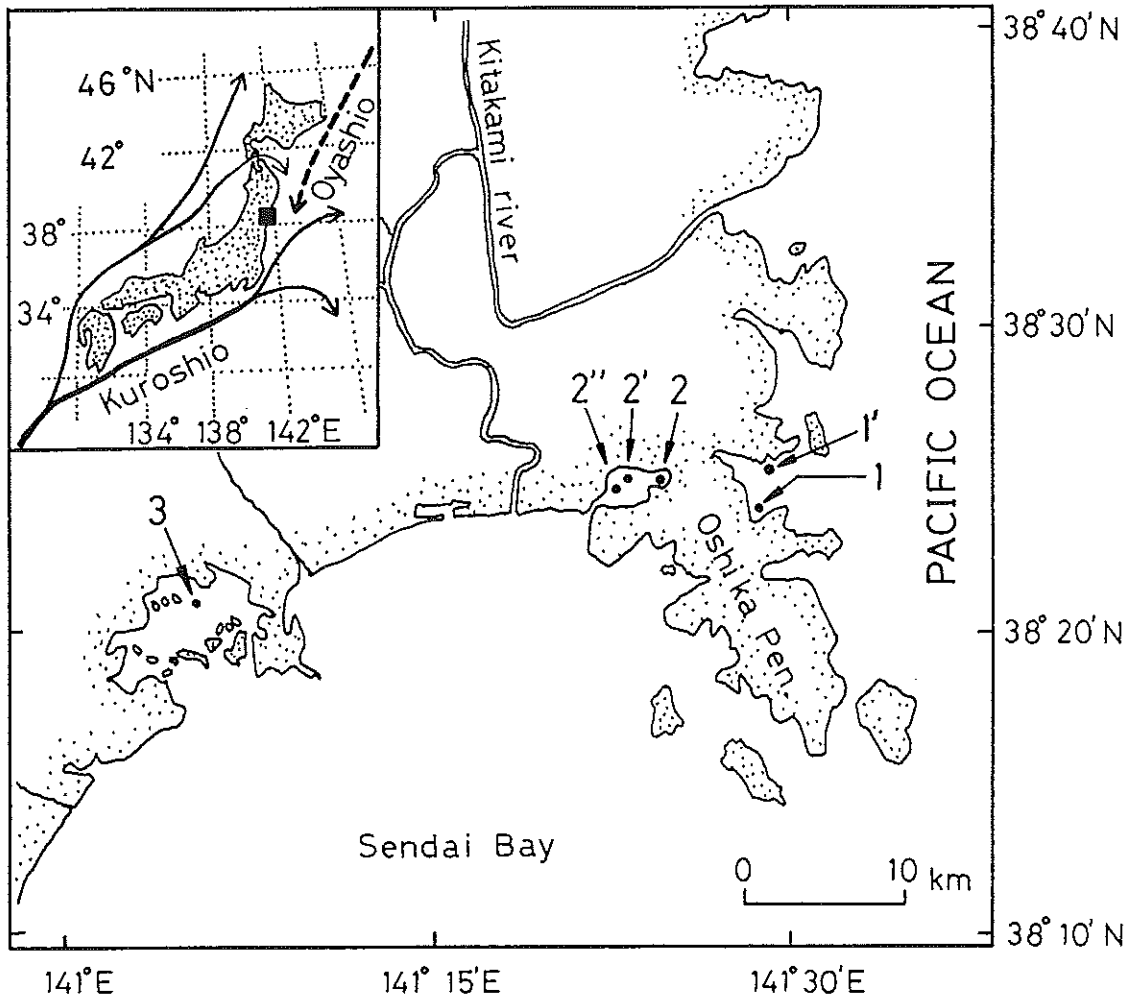 46°N
42°
38°
34°
134° 138° 142°E
Oyashio
Kuroshio
Kitakami river
38°40'N
38°30'N
38°20'N
38°10'N
PACIFIC OCEAN
2'' 2' 2
1'
1
3
Oshika Pen.
Sendai Bay
0 10 km
141°E 141° 15'E 141°30'E